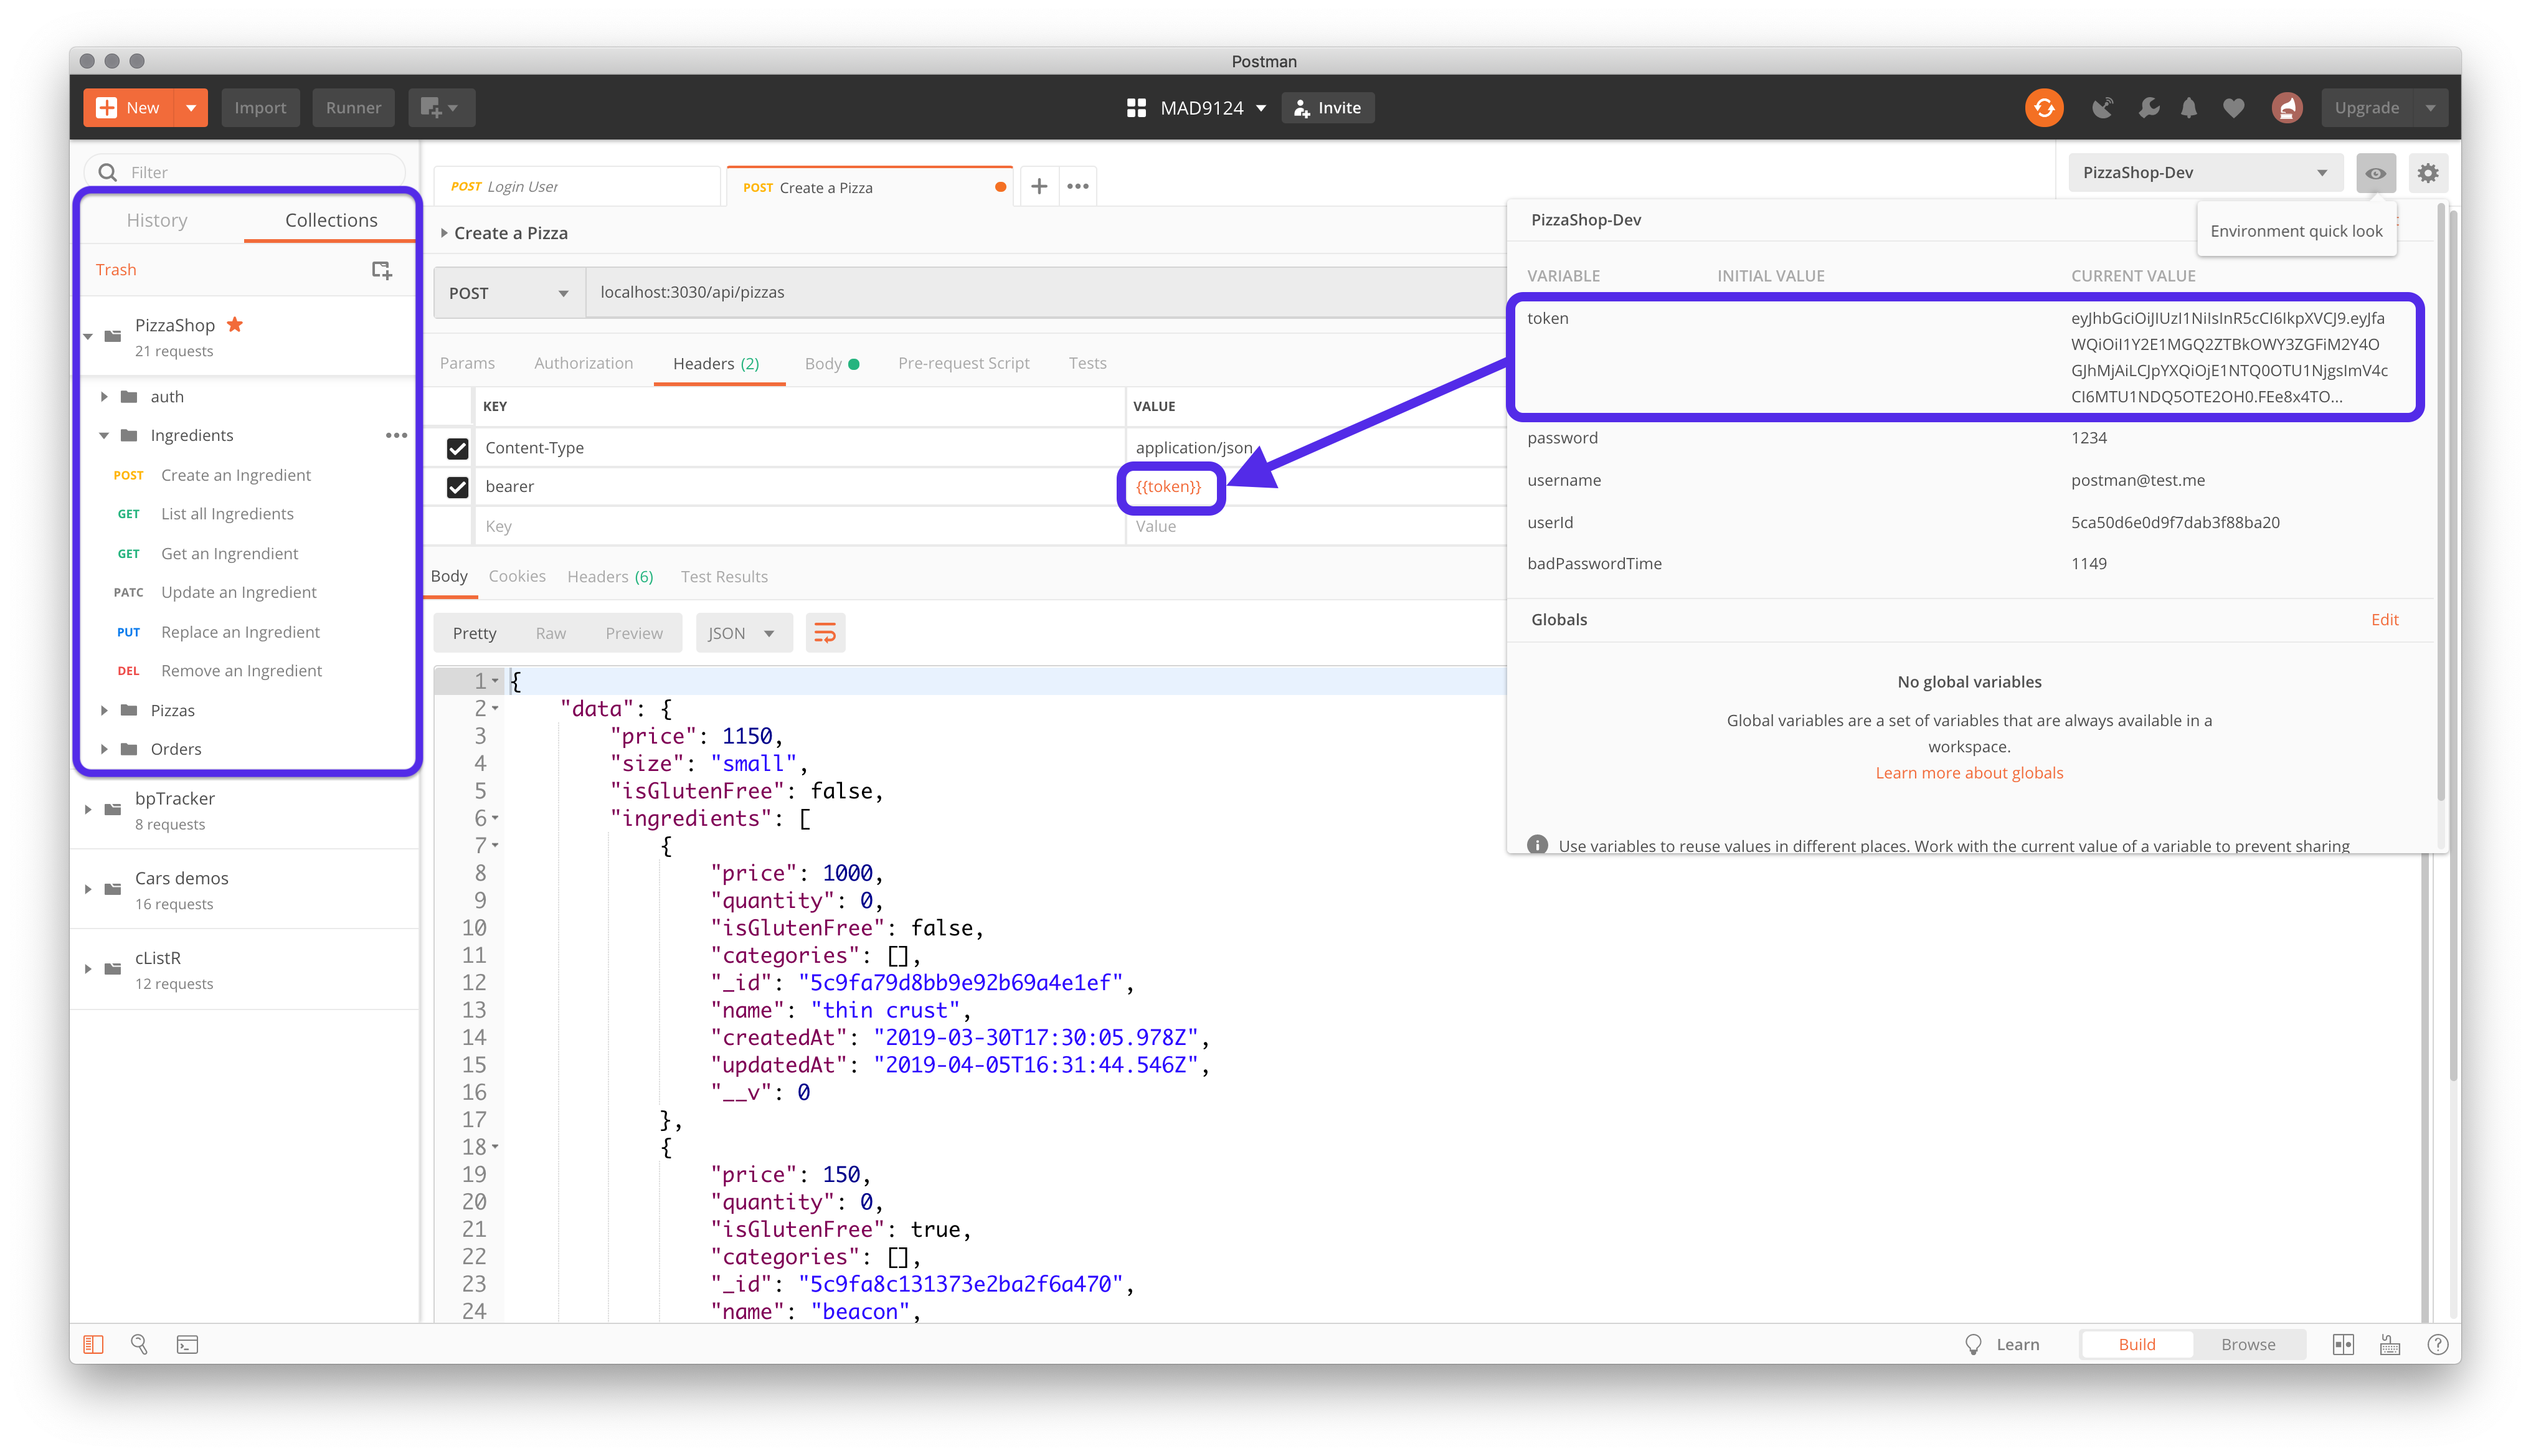 Postman
New
Import
Runner
MAD9124
Invite
Upgrade
Filter
History
Collections
Trash
PizzaShop
21 requests
auth
Ingredients
POST Create an Ingredient
GET List all Ingredients
GET Get an Ingrendient
PATC Update an Ingredient
PUT Replace an Ingredient
DEL Remove an Ingredient
Pizzas
Orders
bpTracker
8 requests
Cars demos
16 requests
cListR
12 requests
POST Login User
POST Create a Pizza
PizzaShop-Dev
Create a Pizza
POST
localhost:3030/api/pizzas
Params Authorization Headers (2) Body Pre-request Script Tests
KEY VALUE
Content-Type application/json
bearer {{token}}
Key Value
Body Cookies Headers (6) Test Results
Pretty Raw Preview JSON
1 {
2 "data": {
3 "price": 1150,
4 "size": "small",
5 "isGlutenFree": false,
6 "ingredients": [
7 {
8 "price": 1000,
9 "quantity": 0,
10 "isGlutenFree": false,
11 "categories": [],
12 "_id": "5c9fa79d8bb9e92b69a4e1ef",
13 "name": "thin crust",
14 "createdAt": "2019-03-30T17:30:05.978Z",
15 "updatedAt": "2019-04-05T16:31:44.546Z",
16 "__v": 0
17 },
18 {
19 "price": 150,
20 "quantity": 0,
21 "isGlutenFree": true,
22 "categories": [],
23 "_id": "5c9fa8c131373e2ba2f6a470",
24 "name": "beacon",
PizzaShop-Dev
Environment quick look
VARIABLE INITIAL VALUE CURRENT VALUE
token eyJhbGciOiJIUzI1NiIsInR5cCI6IkpXVCJ9.eyJfa
WQiOiI1Y2E1MGQ2ZTBkOWY3ZGFiM2Y4O
GJhMjAiLCJpYXQiOjE1NTQ0OTU1NjgsImV4c
CI6MTU1NDQ5OTE2OH0.FEe8x4TO...
password 1234
username postman@test.me
userId 5ca50d6e0d9f7dab3f88ba20
badPasswordTime 1149
Globals Edit
No global variables
Global variables are a set of variables that are always available in a
workspace.
Learn more about globals
Use variables to reuse values in different places. Work with the current value of a variable to prevent sharing
Learn
Build
Browse